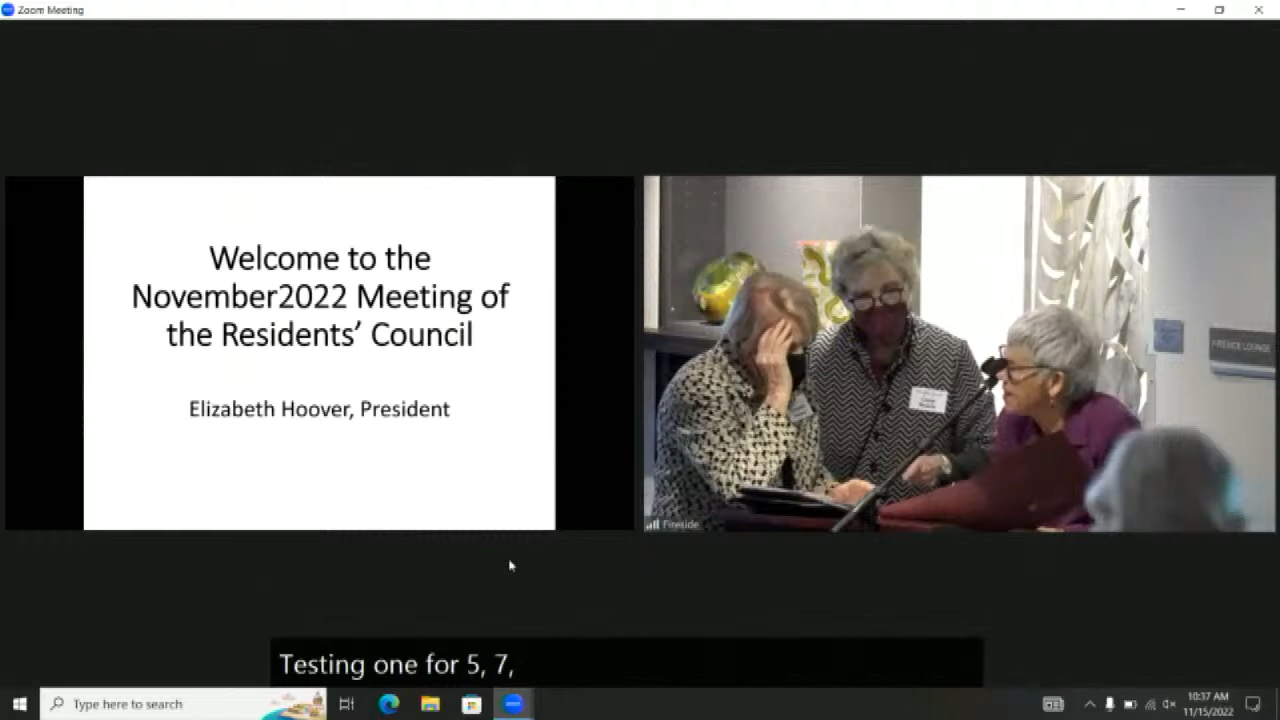 Zoom Meeting
Welcome to the
November2022 Meeting of
the Residents’ Council
Elizabeth Hoover, President
LOUNGE
Fireside
Testing one for 5, 7,
Type here to search
10:37 AM
11/15/2022